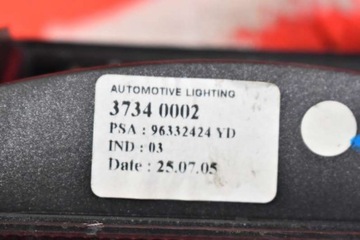 AUTOMOTIVE LIGHTING
3734 0002
PSA : 96332424 YD
IND : 03
Date : 25.07.05